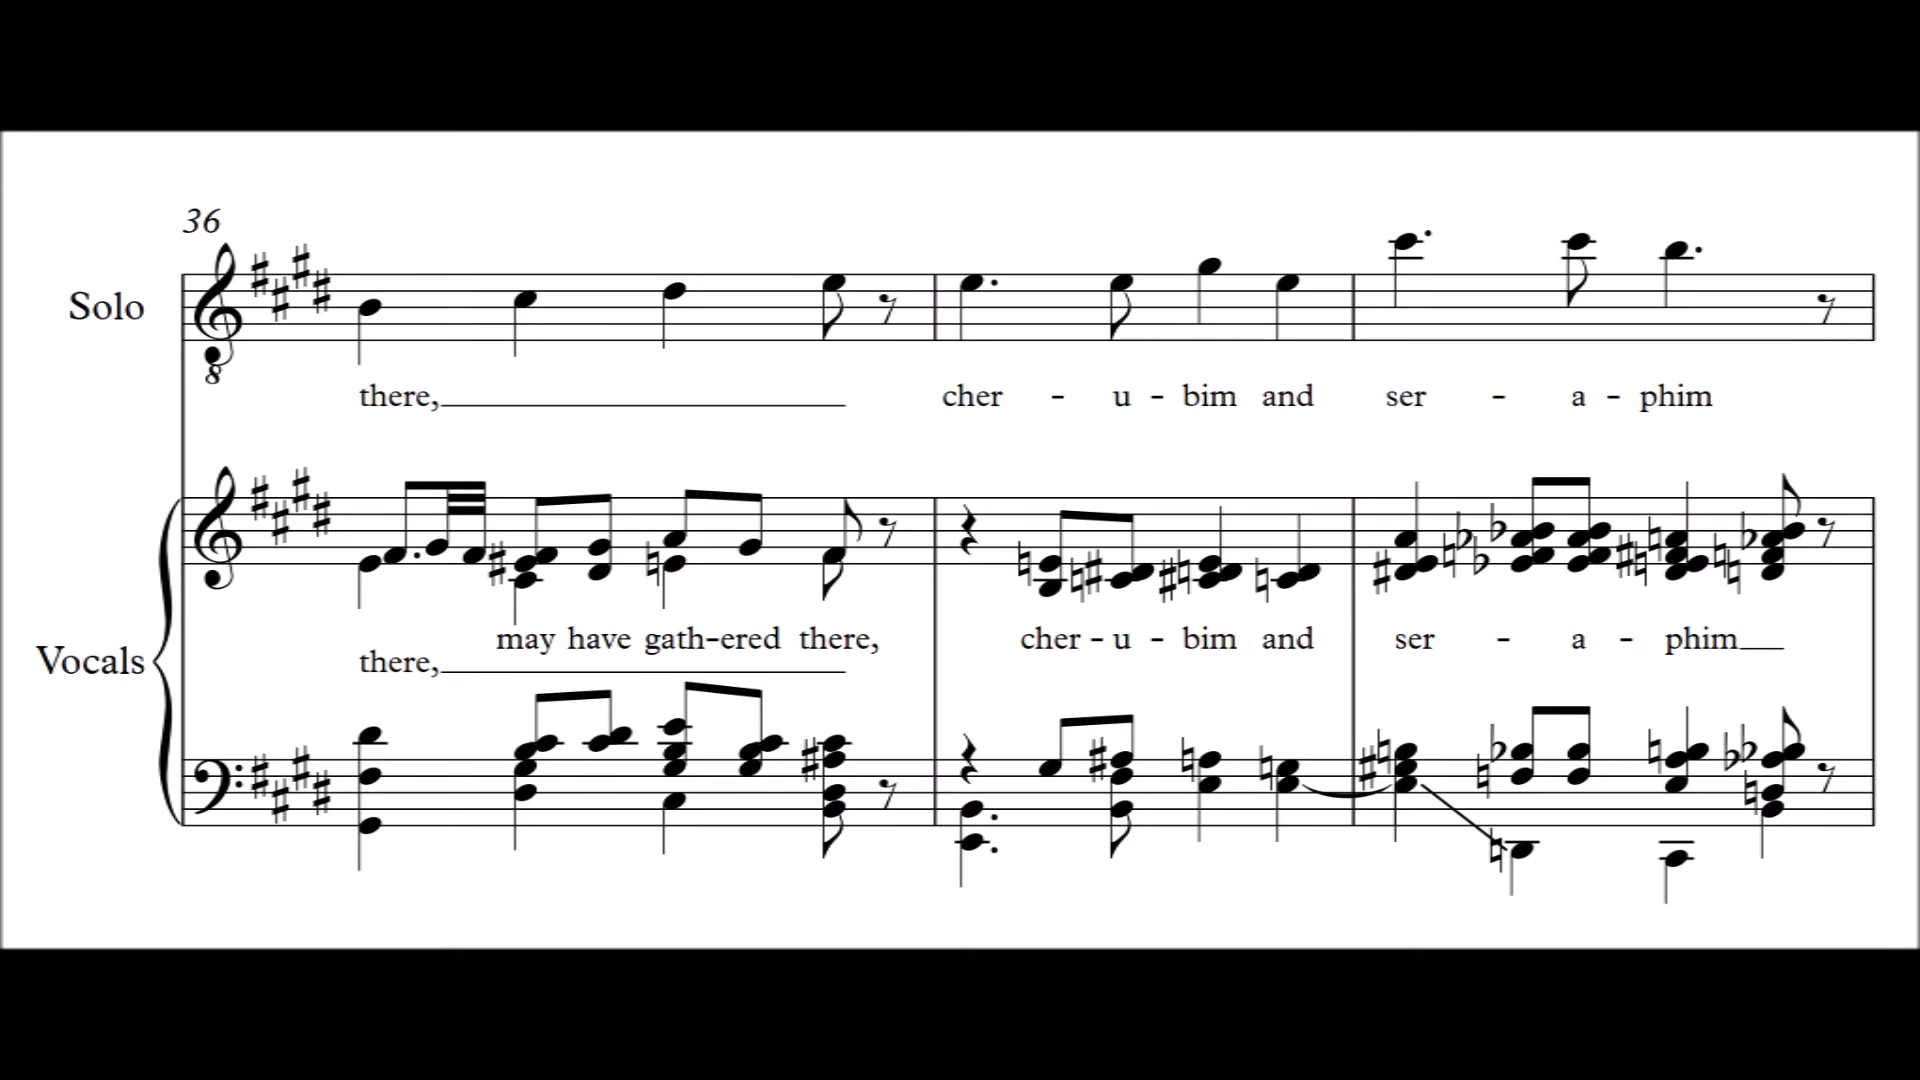 36
Solo
8
there,
cher - u - bim and
ser - a - phim
Vocals
may have gath-ered there,
cher - u - bim and
ser - a - phim
there,